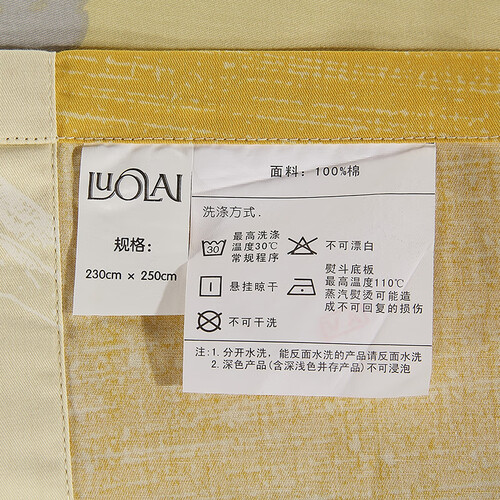 LUOLAI
规格:
230cm × 250cm
面料: 100%棉
洗涤方式.
30
最高洗涤
温度30℃
常规程序
不可漂白
悬挂晾干
熨斗底板
最高温度110℃
蒸汽熨烫可能造
成不可回复的损伤
不可干洗
注:1. 分开水洗, 能反面水洗的产品请反面水洗
2. 深色产品(含深浅色并存产品)不可浸泡